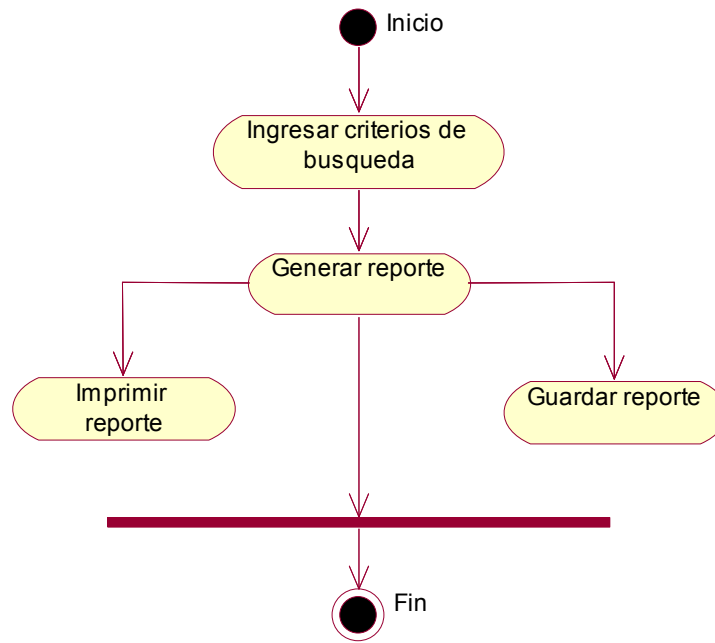 Inicio
Ingresar criterios de
busqueda
Generar reporte
Imprimir
reporte
Guardar reporte
Fin